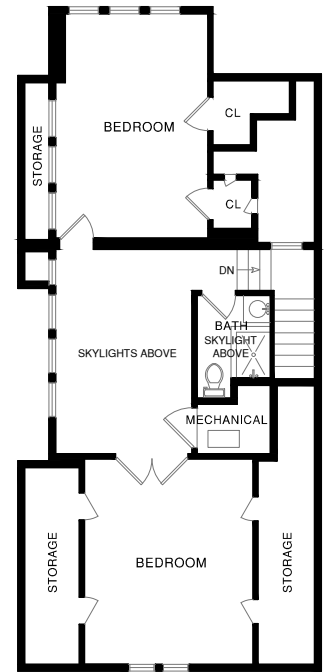 CL
BEDROOM
STORAGE
CL
DN
BATH
SKYLIGHT
ABOVE
SKYLIGHTS ABOVE
MECHANICAL
BEDROOM
STORAGE
STORAGE